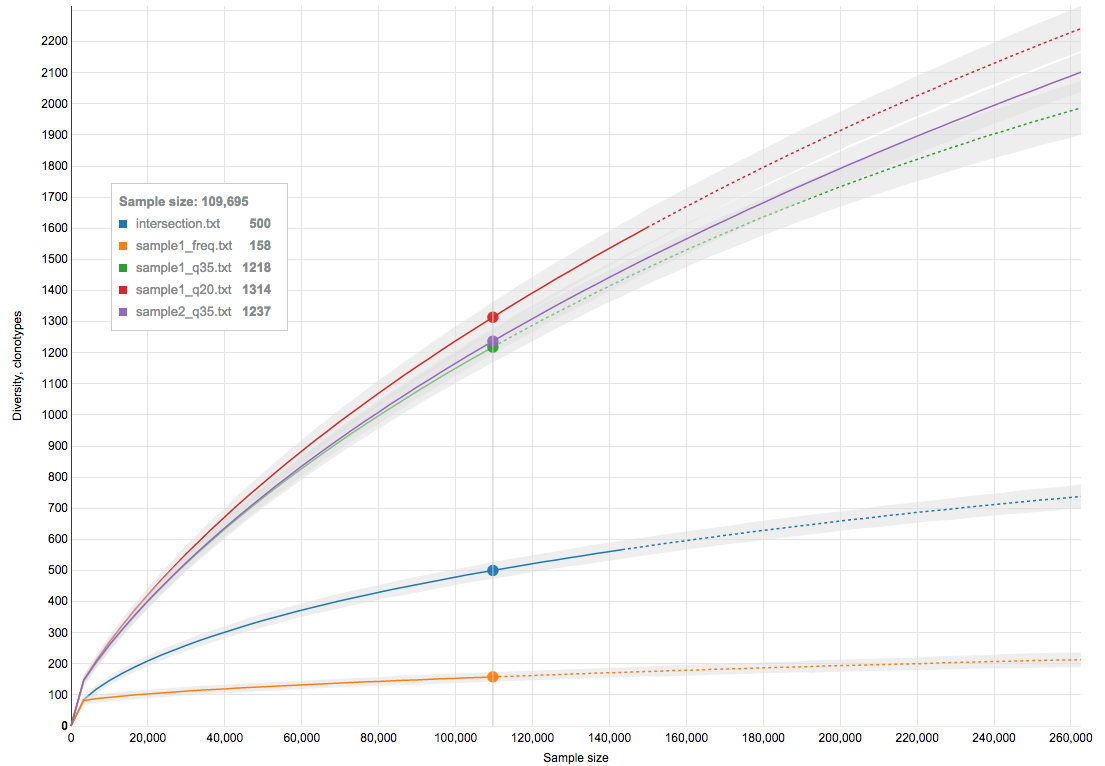 2200
2100
2000
1900
1800
1700
1600
1500
1400
1300
1200
1100
1000
900
800
700
600
500
400
300
200
100
0
Diversity, clonotypes
Sample size: 109,695
intersection.txt 500
sample1_freq.txt 158
sample1_q35.txt 1218
sample1_q20.txt 1314
sample2_q35.txt 1237
0 20,000 40,000 60,000 80,000 100,000 120,000 140,000 160,000 180,000 200,000 220,000 240,000 260,000
Sample size